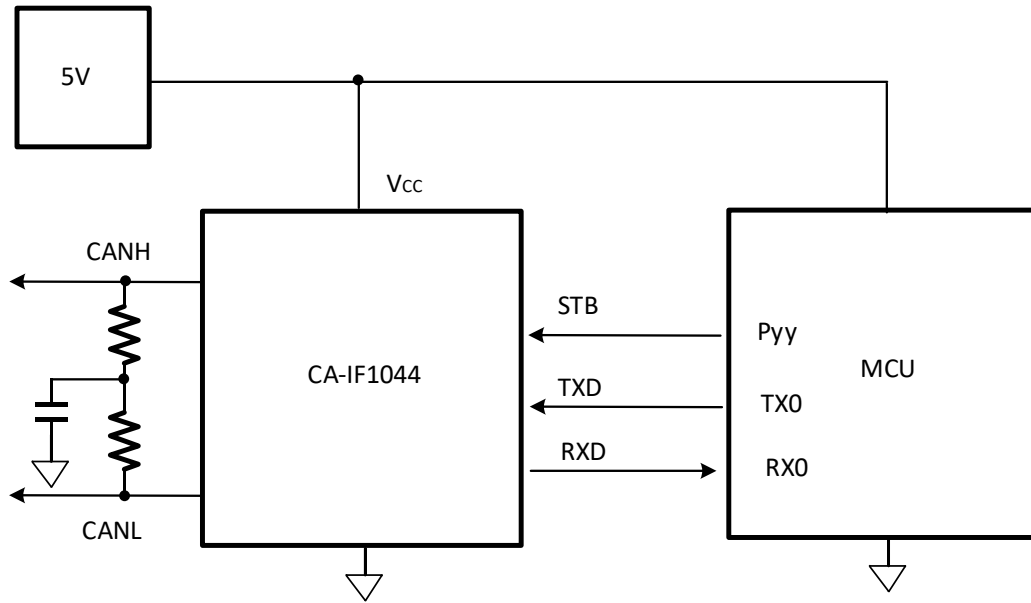 5V
VCC
CANH
STB
Pyy
CA-IF1044
MCU
TXD
TX0
RXD
RX0
CANL